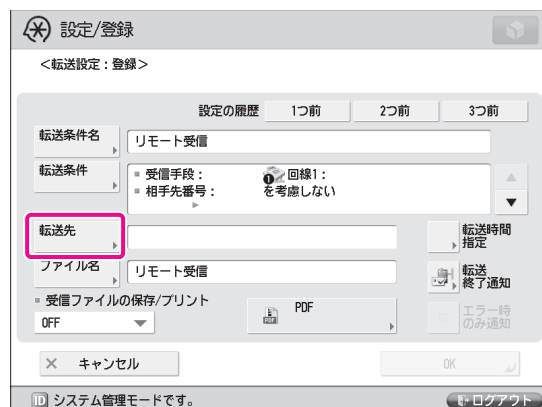 設定/登録
<転送設定:登録>
設定の履歴 1つ前 2つ前 3つ前
転送条件名 リモート受信
転送条件 ■ 受信手段: 回線1:
■ 相手先番号: を考慮しない
転送先
転送時間
指定
ファイル名 リモート受信
転送
終了通知
■ 受信ファイルの保存/プリント
OFF
PDF
エラー時
のみ通知
× キャンセル OK
ID システム管理モードです。 ログアウト